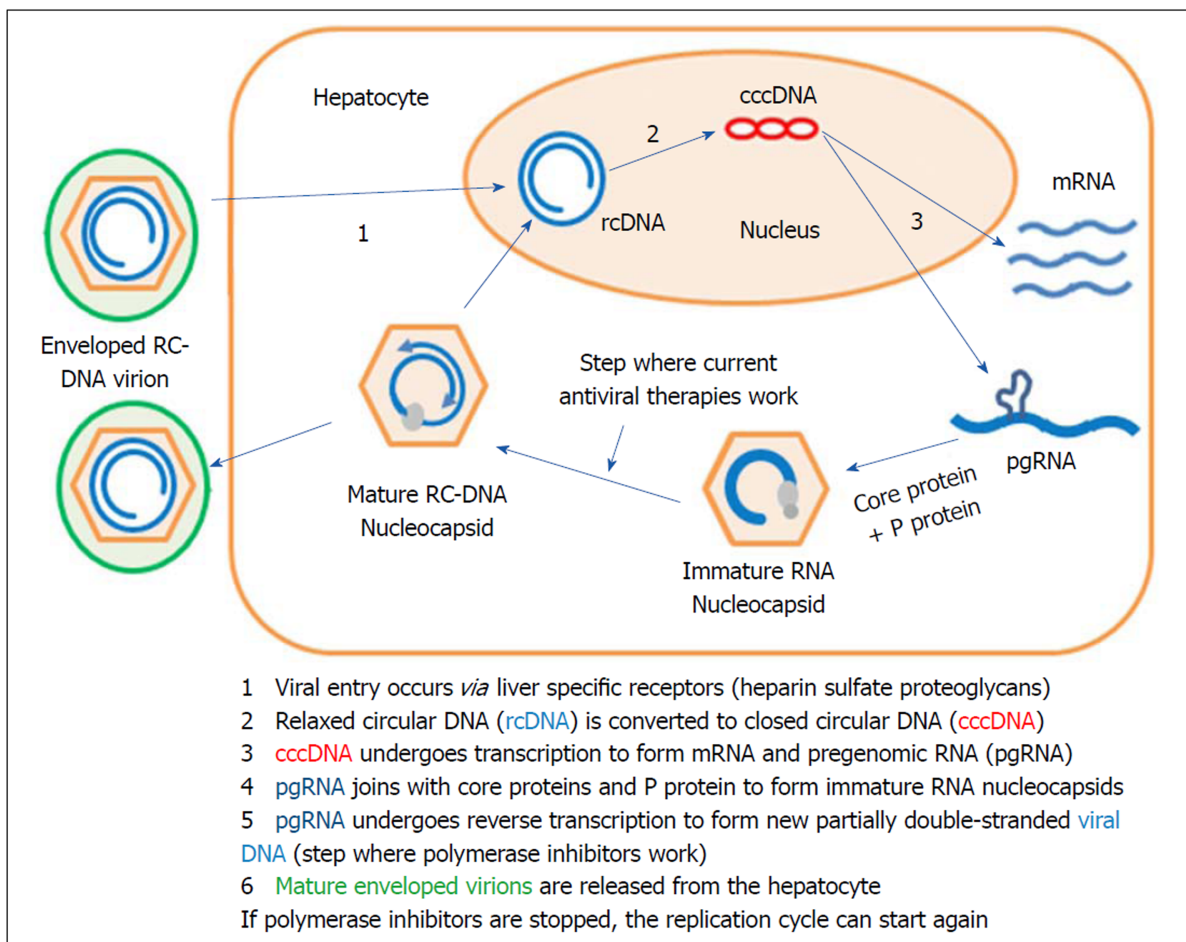 Hepatocyte
cccDNA
2
mRNA
rcDNA
Nucleus
3
1
Enveloped RC-
DNA virion
Step where current
antiviral therapies work
pgRNA
Core protein
+ P protein
Mature RC-DNA
Nucleocapsid
Immature RNA
Nucleocapsid
1 Viral entry occurs via liver specific receptors (heparin sulfate proteoglycans)
2 Relaxed circular DNA (rcDNA) is converted to closed circular DNA (cccDNA)
3 cccDNA undergoes transcription to form mRNA and pregenomic RNA (pgRNA)
4 pgRNA joins with core proteins and P protein to form immature RNA nucleocapsids
5 pgRNA undergoes reverse transcription to form new partially double-stranded viral
DNA (step where polymerase inhibitors work)
6 Mature enveloped virions are released from the hepatocyte
If polymerase inhibitors are stopped, the replication cycle can start again